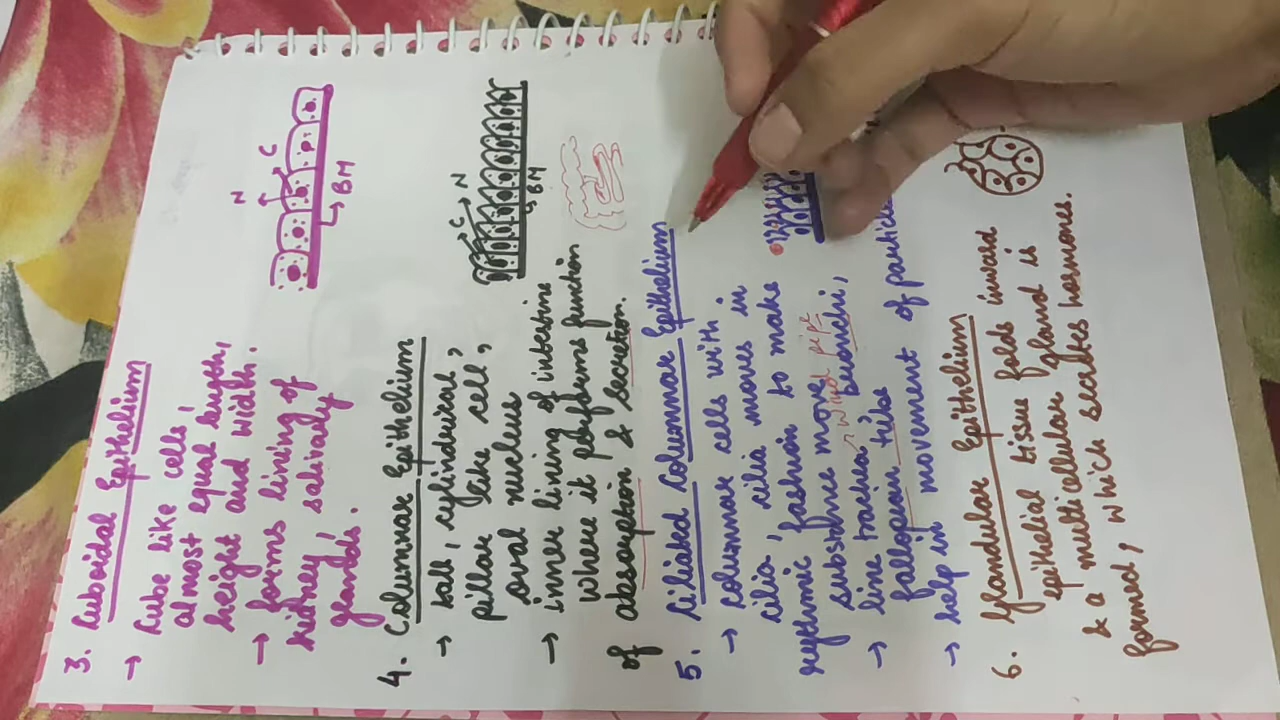 3. Cuboidal Epithelium
→ Cube like cells,
almost equal length,
height and width.
→ forms lining of
kidney, salivary
glands.
N
C
BM
4. Columnar Epithelium
→ tall, cylinderical,
pillar like cell,
oval nucleus
→ inner lining of intestine
where it performs function
of absorption & secretion.
C N
BM
5. Ciliated Columnar Epithelium
→ columnar cells with
cilia, cilia moves in
rhythmic fashion to make
substance move
wind pipe
→ line trachea, bronchi,
fallopian tube
→ help in movement of particle
6. Glandular Epithelium
epithelial tissue folds inward
& a multicellular gland is
formed, which secretes hormones.